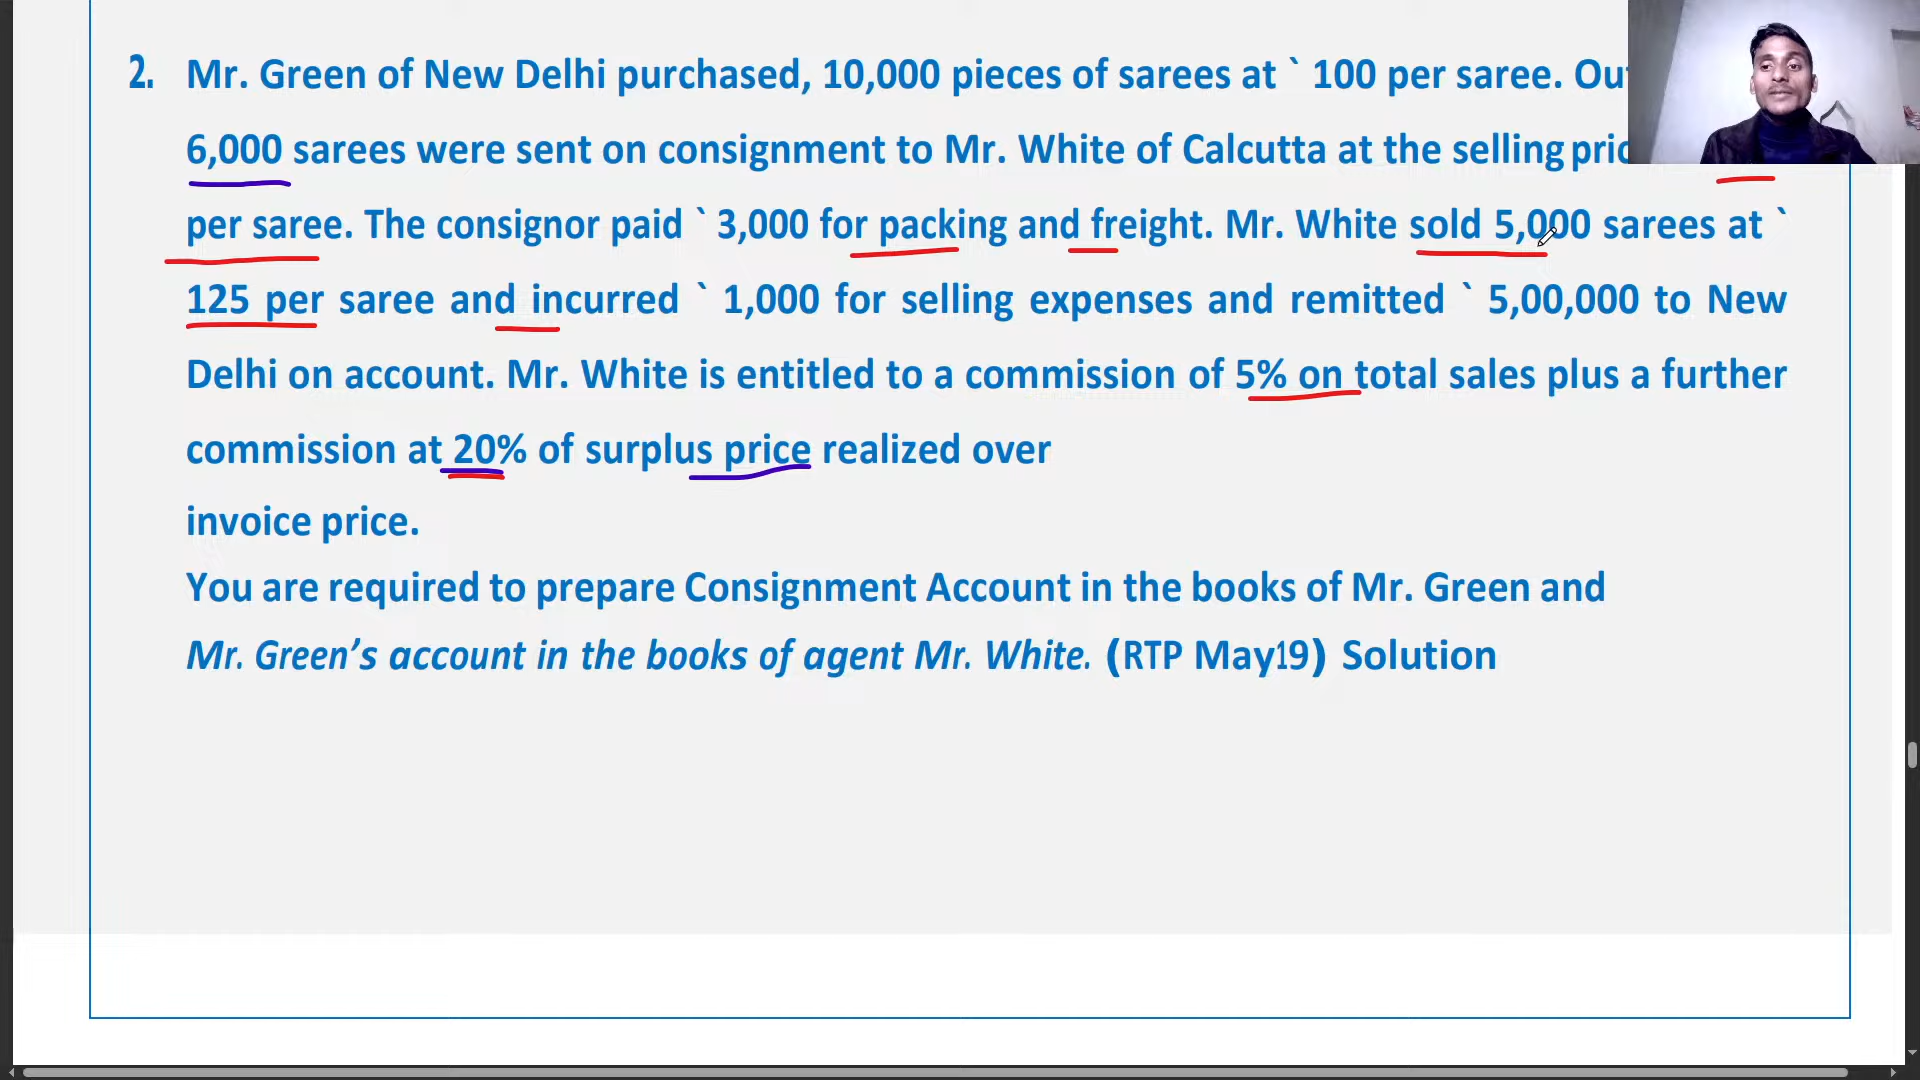 2. Mr. Green of New Delhi purchased, 10,000 pieces of sarees at ` 100 per saree.
6,000 sarees were sent on consignment to Mr. White of Calcutta at the selling
per saree. The consignor paid ` 3,000 for packing and freight. Mr. White sold 5,000 sarees at `
125 per saree and incurred ` 1,000 for selling expenses and remitted ` 5,00,000 to New
Delhi on account. Mr. White is entitled to a commission of 5% on total sales plus a further
commission at 20% of surplus price realized over
invoice price.
You are required to prepare Consignment Account in the books of Mr. Green and
Mr. Green’s account in the books of agent Mr. White. (RTP May19) Solution